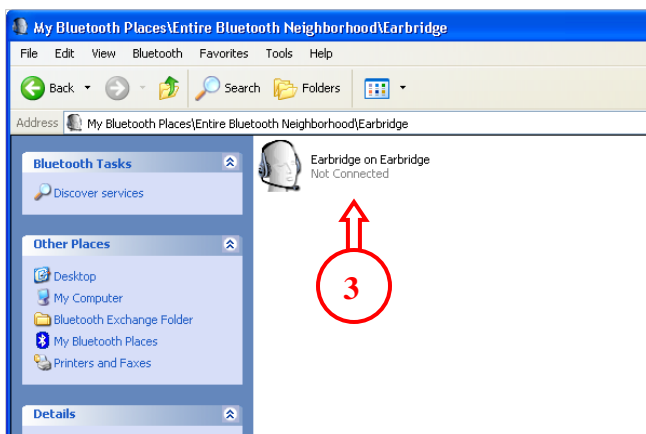 My Bluetooth Places\Entire Bluetooth Neighborhood\Earbridge
File Edit View Bluetooth Favorites Tools Help
Back Search Folders
Address My Bluetooth Places\Entire Bluetooth Neighborhood\Earbridge
Bluetooth Tasks
Discover services
Other Places
Desktop
My Computer
Bluetooth Exchange Folder
My Bluetooth Places
Printers and Faxes
Details
Earbridge on Earbridge
Not Connected
3